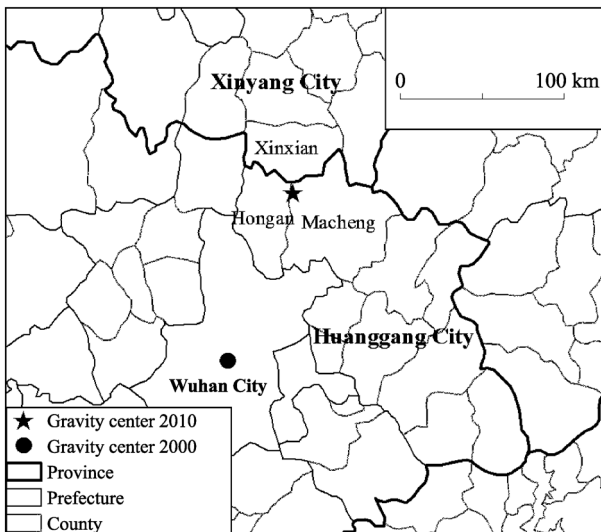 0 100 km
Xinyang City
Xinxian
Hongan Macheng
Huanggang City
Wuhan City
Gravity center 2010
Gravity center 2000
Province
Prefecture
County